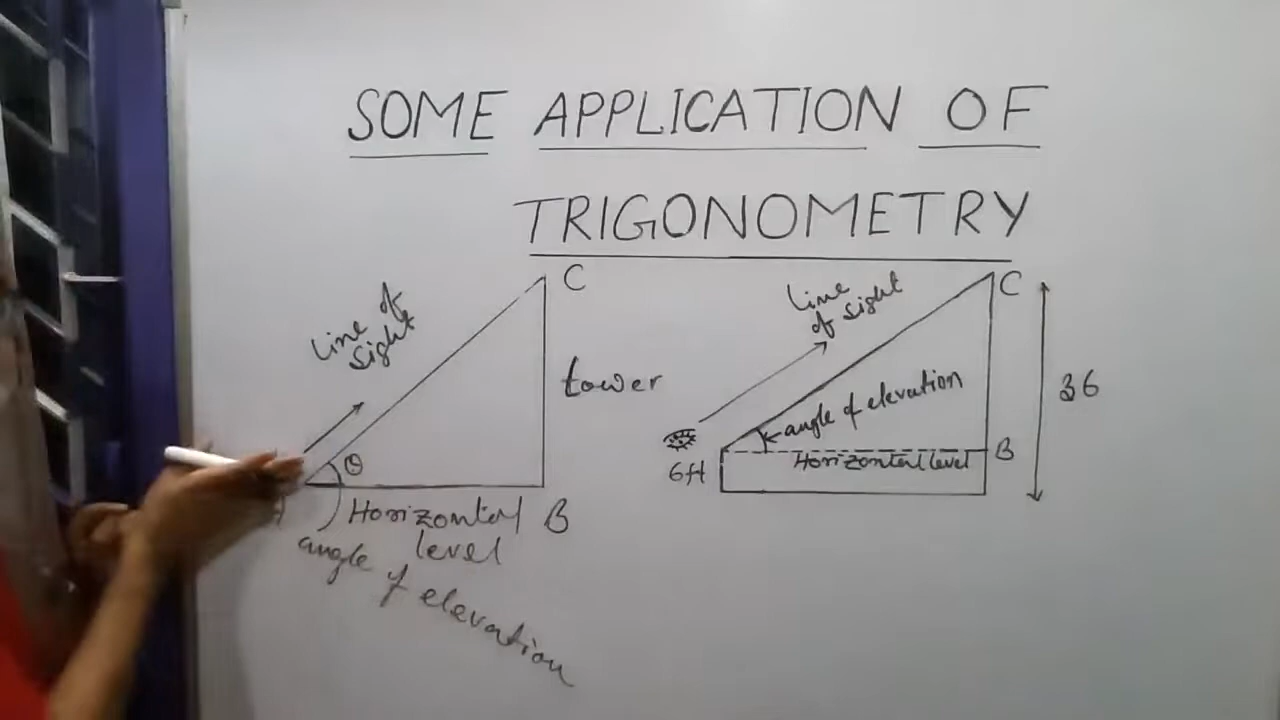 SOME APPLICATION OF
TRIGONOMETRY
Line of
sight
C
tower
θ
Horizontal
level
B
angle of elevation
Line
of sight
C
angle of elevation
36
6ft
Horizontal level
B